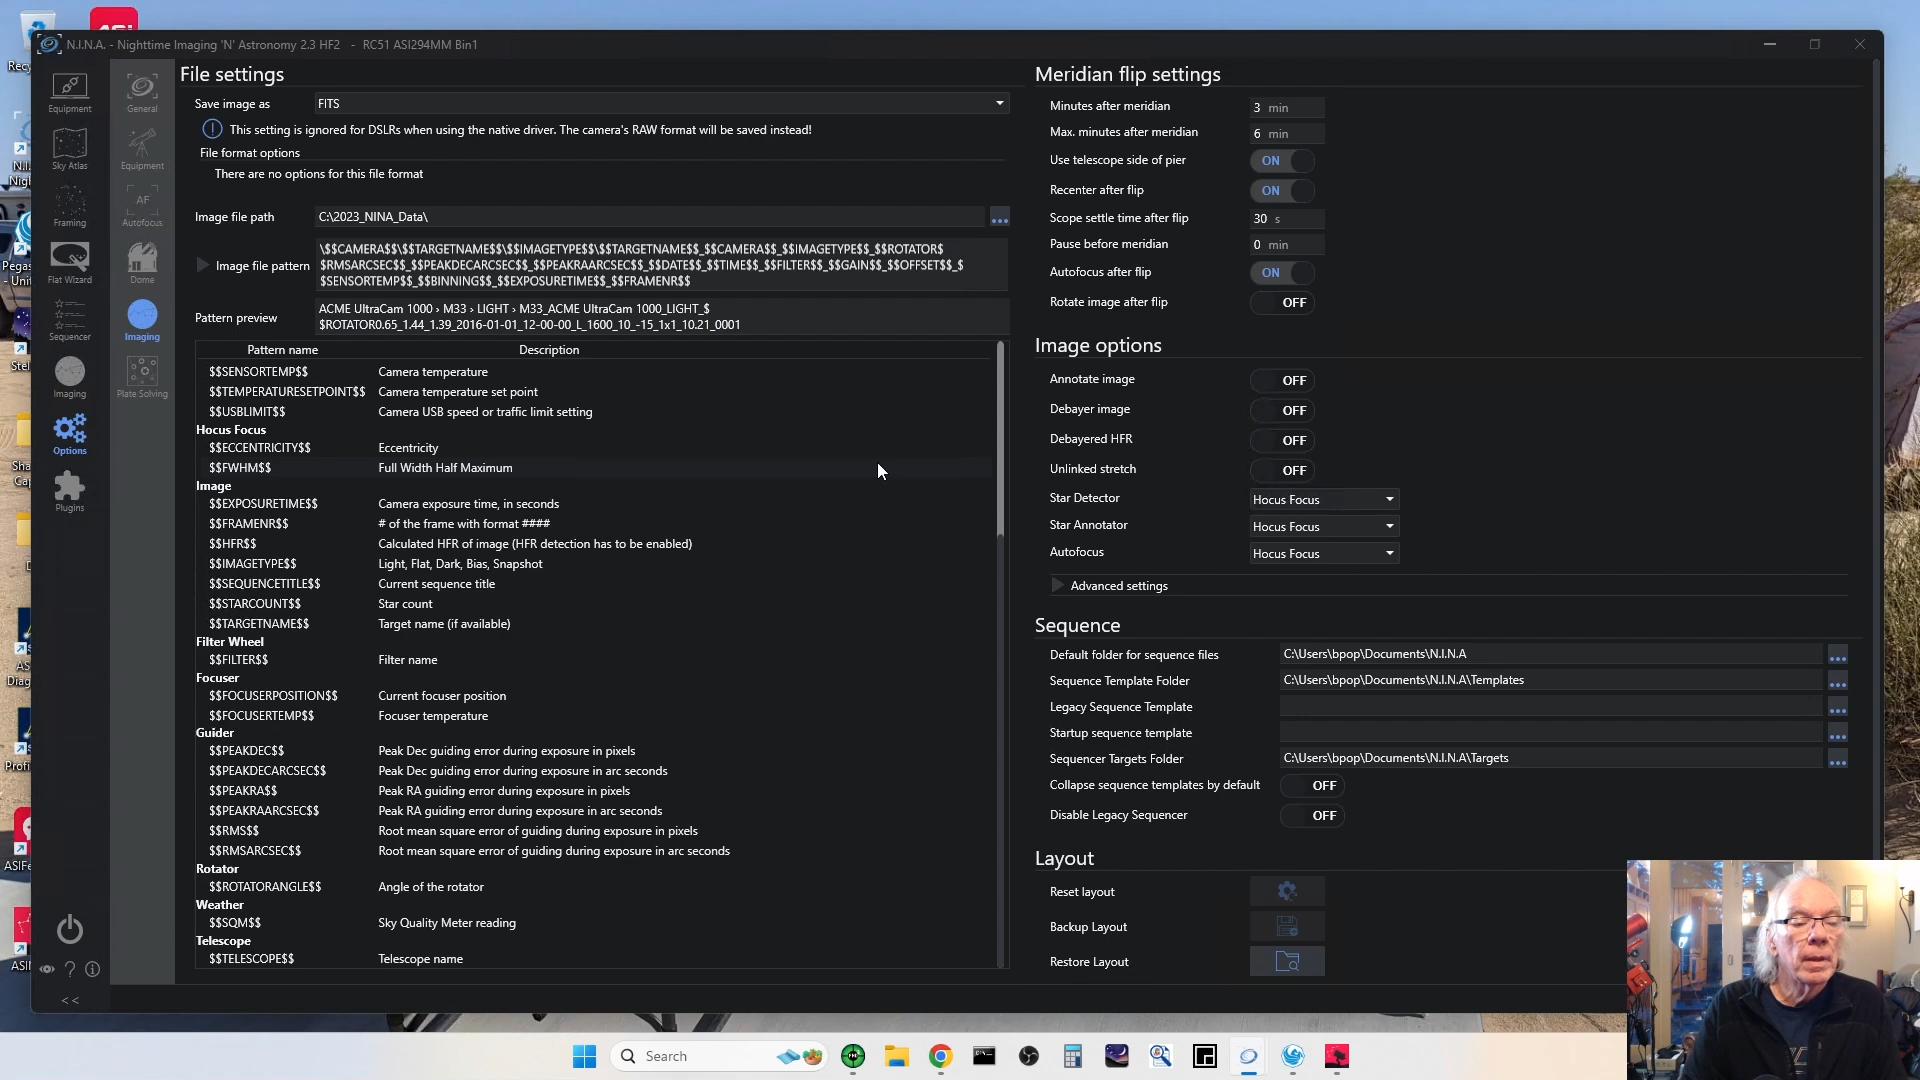 ASI
N.I.N.A. - Nighttime Imaging 'N' Astronomy 2.3 HF2 - RC51 ASI294MM Bin1
Equipment
Sky Atlas
Framing
Flat Wizard
Sequencer
Imaging
Options
Plugins
<<
General
Equipment
AF
Autofocus
Dome
Imaging
Plate Solving
File settings
Save image as FITS
This setting is ignored for DSLRs when using the native driver. The camera's RAW format will be saved instead!
File format options
There are no options for this file format
Image file path C:\2023_NINA_Data\ ...
Image file pattern
\$$CAMERA$$\$$TARGETNAME$$\$$IMAGETYPE$$\$$TARGETNAME$$_$$CAMERA$$_$$IMAGETYPE$$_$$ROTATOR$
$RMSARCSEC$$_$$PEAKDECARCSEC$$_$$PEAKRAARCSEC$$_$$DATE$$_$$TIME$$_$$FILTER$$_$$GAIN$$_$$OFFSET$$_$
$SENSORTEMP$$_$$BINNING$$_$$EXPOSURETIME$$_$$FRAMENR$$
Pattern preview
ACME UltraCam 1000 › M33 › LIGHT › M33_ACME UltraCam 1000_LIGHT_$
$ROTATOR0.65_1.44_1.39_2016-01-01_12-00-00_L_1600_10_-15_1x1_10.21_0001
Pattern name Description
$$SENSORTEMP$$ Camera temperature
$$TEMPERATURESETPOINT$$ Camera temperature set point
$$USBLIMIT$$ Camera USB speed or traffic limit setting
Hocus Focus
$$ECCENTRICITY$$ Eccentricity
$$FWHM$$ Full Width Half Maximum
Image
$$EXPOSURETIME$$ Camera exposure time, in seconds
$$FRAMENR$$ # of the frame with format ####
$$HFR$$ Calculated HFR of image (HFR detection has to be enabled)
$$IMAGETYPE$$ Light, Flat, Dark, Bias, Snapshot
$$SEQUENCETITLE$$ Current sequence title
$$STARCOUNT$$ Star count
$$TARGETNAME$$ Target name (if available)
Filter Wheel
$$FILTER$$ Filter name
Focuser
$$FOCUSERPOSITION$$ Current focuser position
$$FOCUSERTEMP$$ Focuser temperature
Guider
$$PEAKDEC$$ Peak Dec guiding error during exposure in pixels
$$PEAKDECARCSEC$$ Peak Dec guiding error during exposure in arc seconds
$$PEAKRA$$ Peak RA guiding error during exposure in pixels
$$PEAKRAARCSEC$$ Peak RA guiding error during exposure in arc seconds
$$RMS$$ Root mean square error of guiding during exposure in pixels
$$RMSARCSEC$$ Root mean square error of guiding during exposure in arc seconds
Rotator
$$ROTATORANGLE$$ Angle of the rotator
Weather
$$SQM$$ Sky Quality Meter reading
Telescope
$$TELESCOPE$$ Telescope name
Meridian flip settings
Minutes after meridian 3 min
Max. minutes after meridian 6 min
Use telescope side of pier ON
Recenter after flip ON
Scope settle time after flip 30 s
Pause before meridian 0 min
Autofocus after flip ON
Rotate image after flip OFF
Image options
Annotate image OFF
Debayer image OFF
Debayered HFR OFF
Unlinked stretch OFF
Star Detector Hocus Focus
Star Annotator Hocus Focus
Autofocus Hocus Focus
Advanced settings
Sequence
Default folder for sequence files C:\Users\bpop\Documents\N.I.N.A ...
Sequence Template Folder C:\Users\bpop\Documents\N.I.N.A\Templates ...
Legacy Sequence Template ...
Startup sequence template ...
Sequencer Targets Folder C:\Users\bpop\Documents\N.I.N.A\Targets ...
Collapse sequence templates by default OFF
Disable Legacy Sequencer OFF
Layout
Reset layout
Backup Layout
Restore Layout
Search